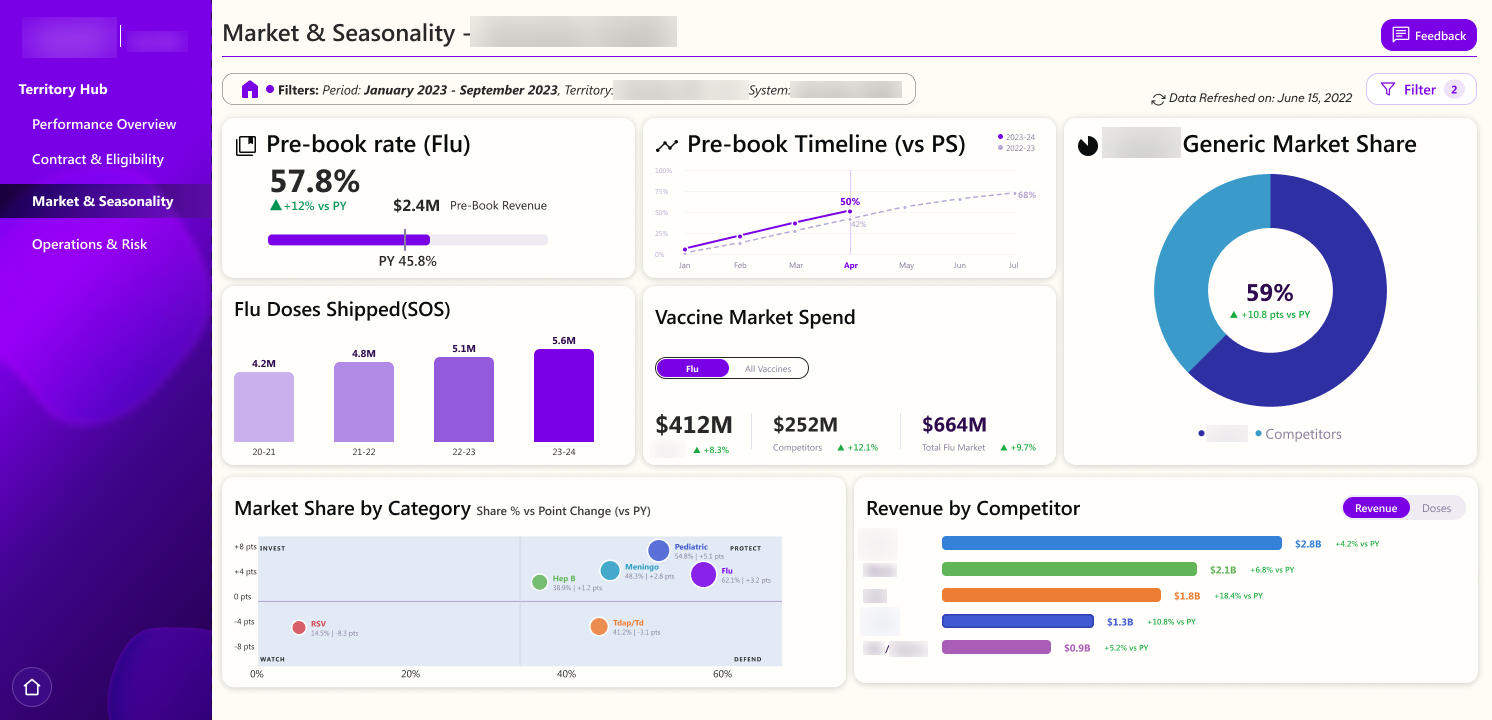 Market & Seasonality -
Feedback
Territory Hub
Performance Overview
Contract & Eligibility
Market & Seasonality
Operations & Risk
Filters: Period: January 2023 - September 2023, Territory: System:
Data Refreshed on: June 15, 2022
Filter 2
Pre-book rate (Flu)
57.8%
+12% vs PY
$2.4M Pre-Book Revenue
PY 45.8%
Pre-book Timeline (vs PS)
2023-24
2022-23
100%
75%
50%
25%
0%
50%
42%
68%
Jan Feb Mar Apr May Jun Jul
Generic Market Share
59%
+10.8 pts vs PY
Competitors
Flu Doses Shipped(SOS)
4.2M 4.8M 5.1M 5.6M
20-21 21-22 22-23 23-24
Vaccine Market Spend
Flu All Vaccines
$412M $252M $664M
+8.3% Competitors +12.1% Total Flu Market +9.7%
Market Share by Category Share % vs Point Change (vs PY)
+8 pts
+4 pts
0 pts
-4 pts
-8 pts
INVEST
PROTECT
WATCH
DEFEND
Pediatric
54.8% | +5.1 pts
Meningo
48.3% | +2.8 pts
Flu
62.1% | +3.2 pts
Hep B
38.9% | +1.2 pts
RSV
14.5% | -8.3 pts
Tdap/Td
41.2% | -3.1 pts
0% 20% 40% 60%
Revenue by Competitor
Revenue Doses
$2.8B +4.2% vs PY
$2.1B +6.8% vs PY
$1.8B +18.4% vs PY
$1.3B +10.8% vs PY
/ $0.9B +5.2% vs PY